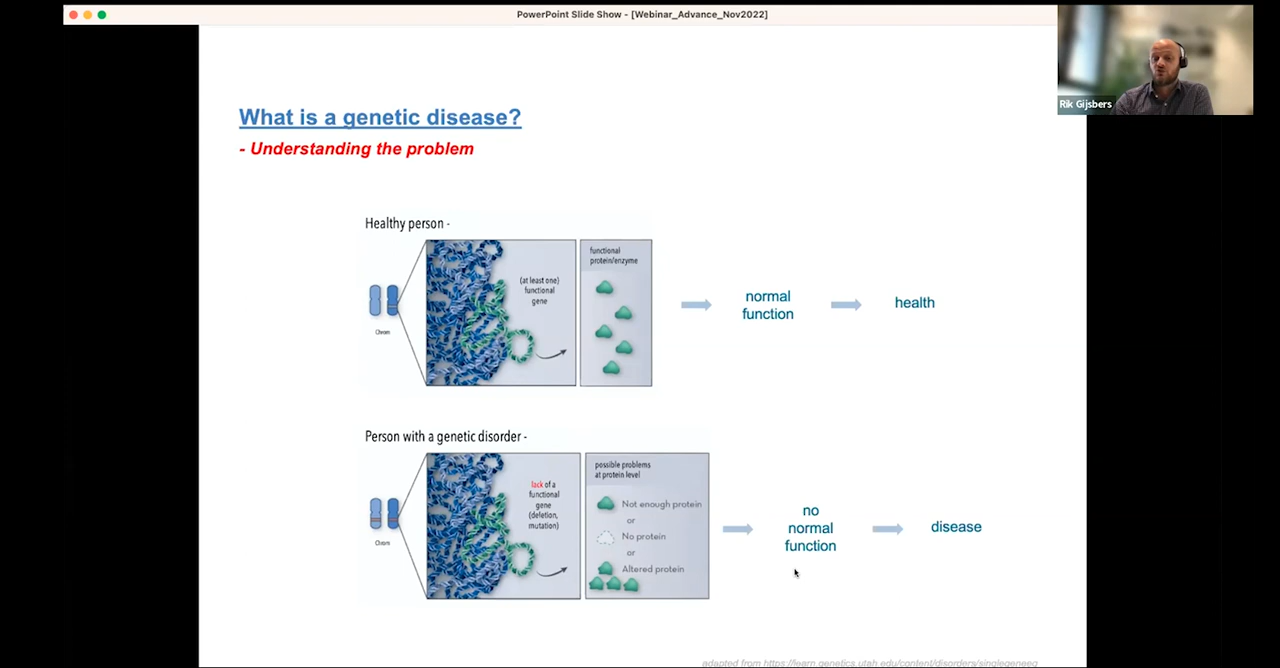 PowerPoint Slide Show - [Webinar_Advance_Nov2022]
Rik Gijsbers
What is a genetic disease?
- Understanding the problem
Healthy person -
Chrom
(at least one)
functional
gene
functional
protein/enzyme
normal
function
health
Person with a genetic disorder -
Chrom
lack of a
functional
gene
(deletion,
mutation)
possible problems
at protein level
Not enough protein
or
No protein
or
Altered protein
no
normal
function
disease
adapted from https://learn.genetics.utah.edu/content/disorders/singlegeneeg